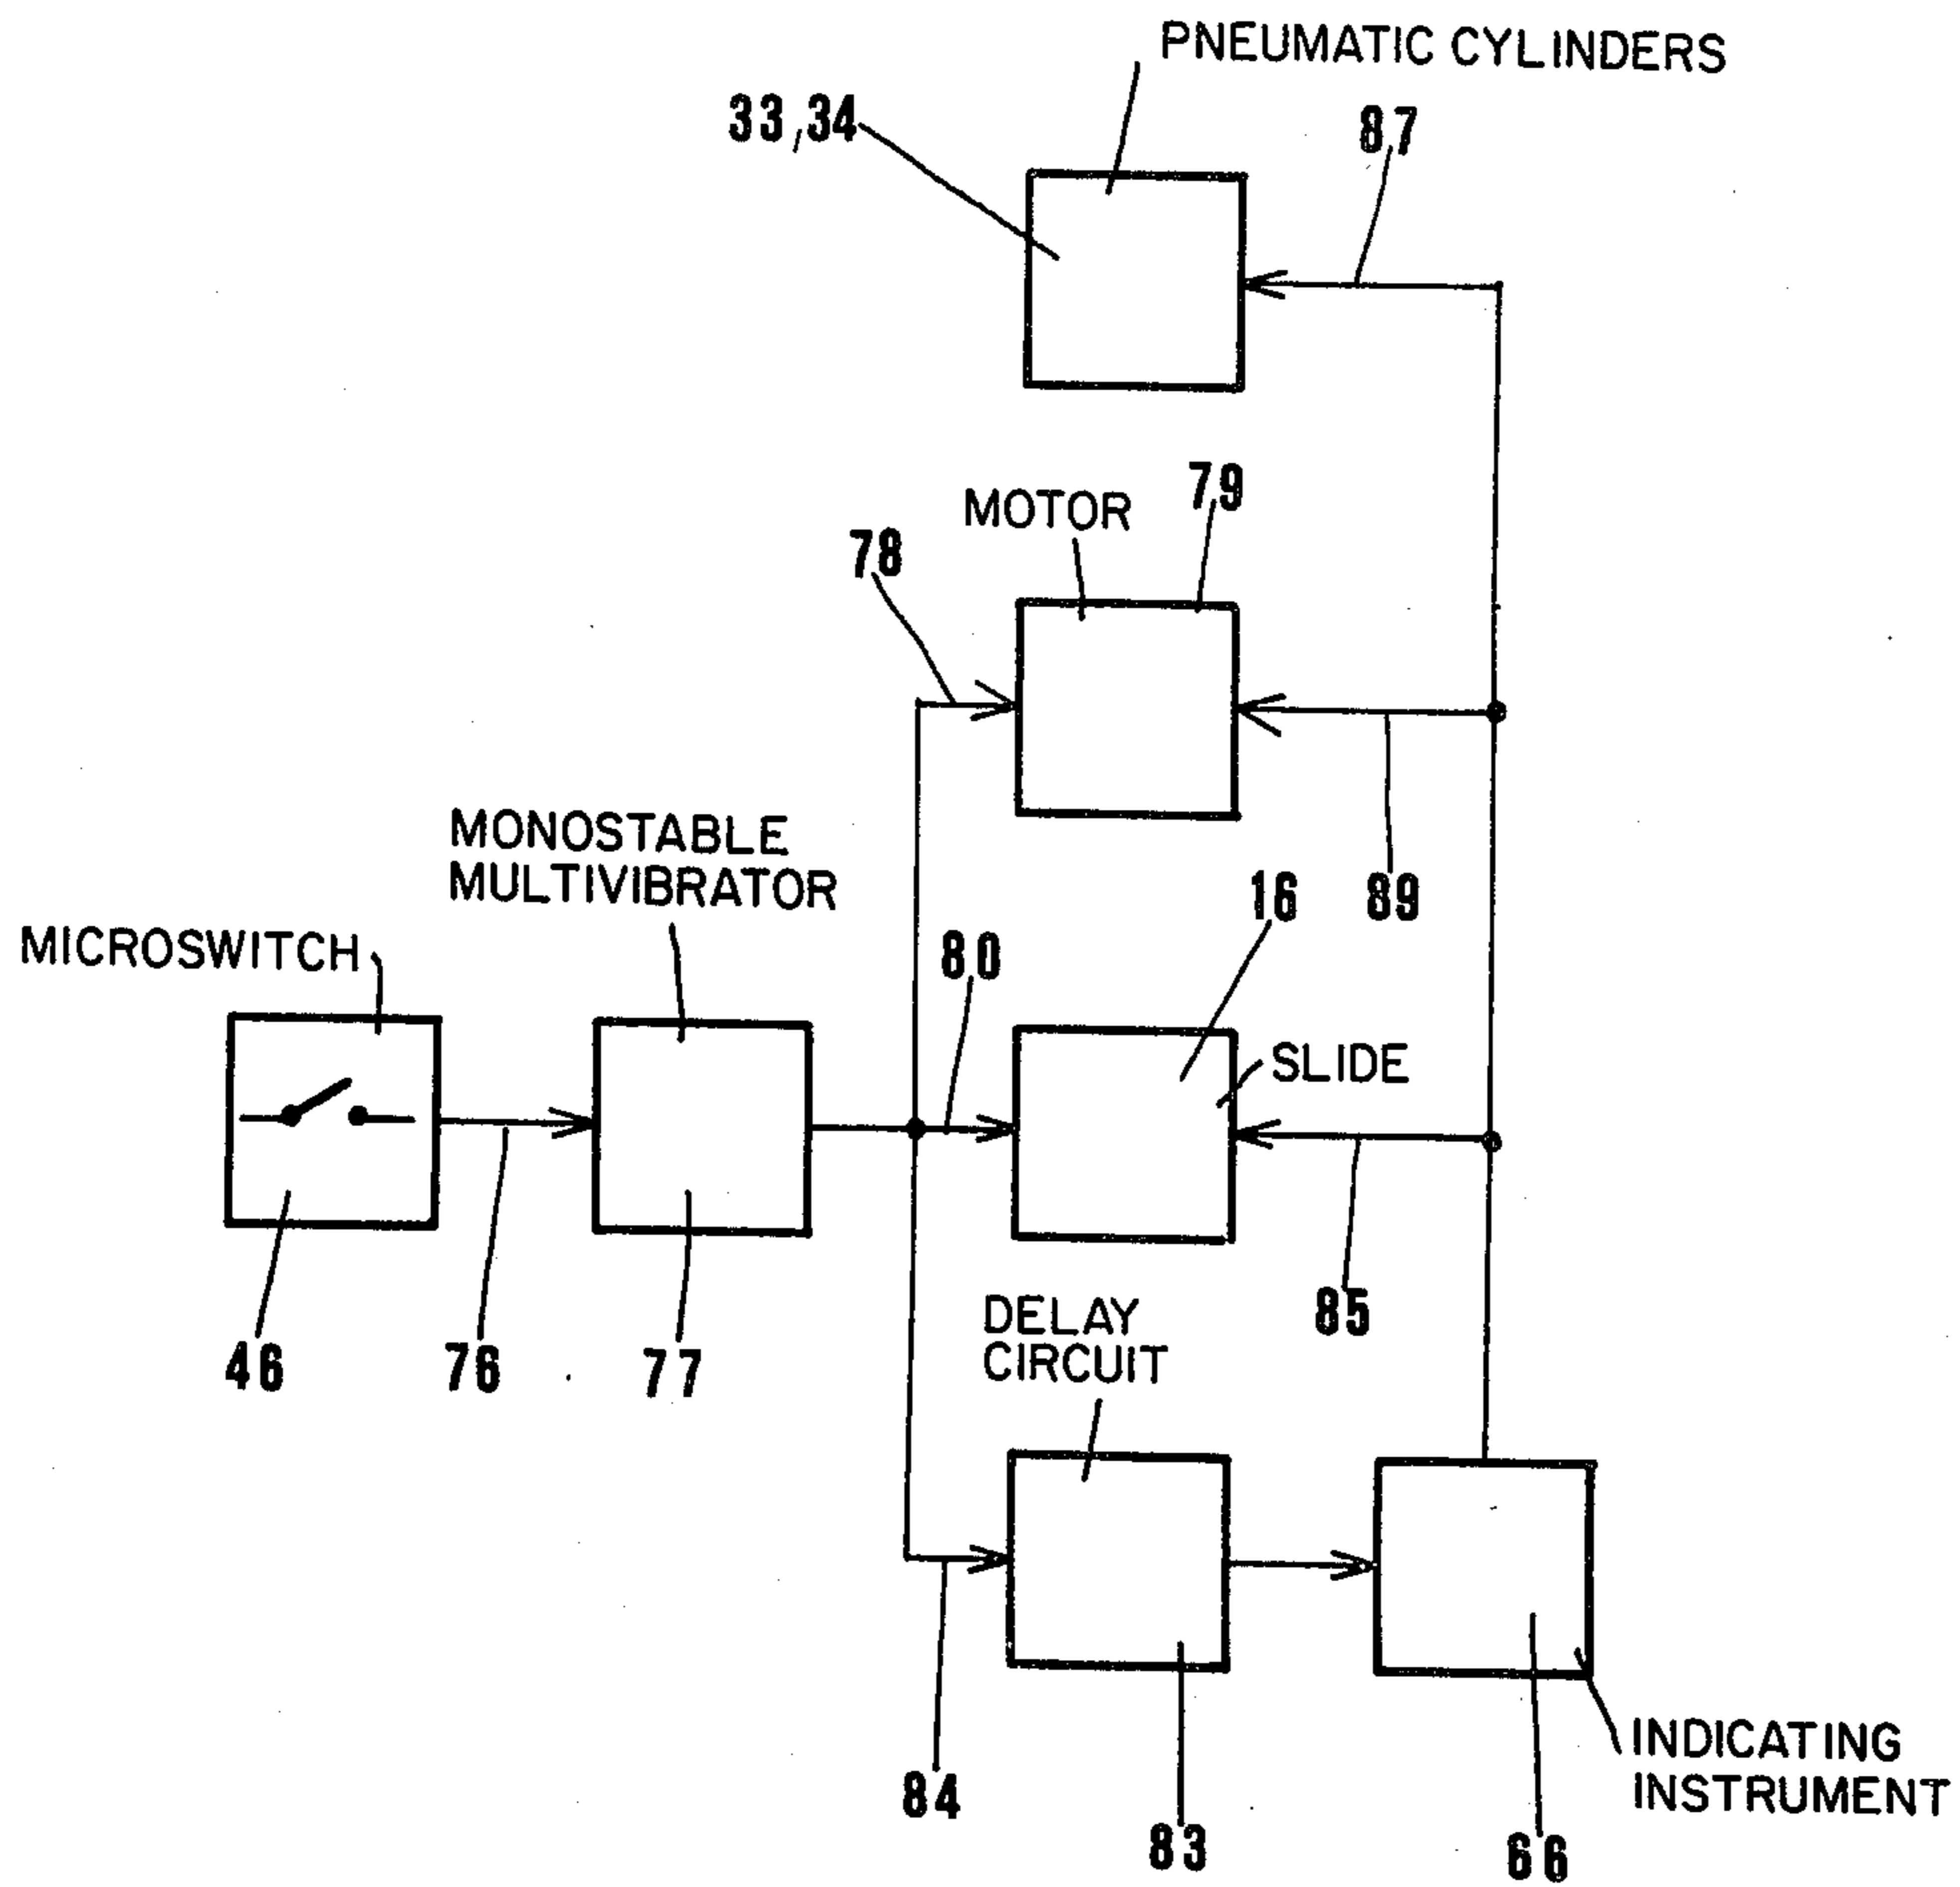 PNEUMATIC CYLINDERS
33,34
87
MOTOR
79
78
MONOSTABLE
MULTIVIBRATOR
89
16
MICROSWITCH
80
SLIDE
85
DELAY
CIRCUIT
46
76
77
INDICATING
INSTRUMENT
84
83
66